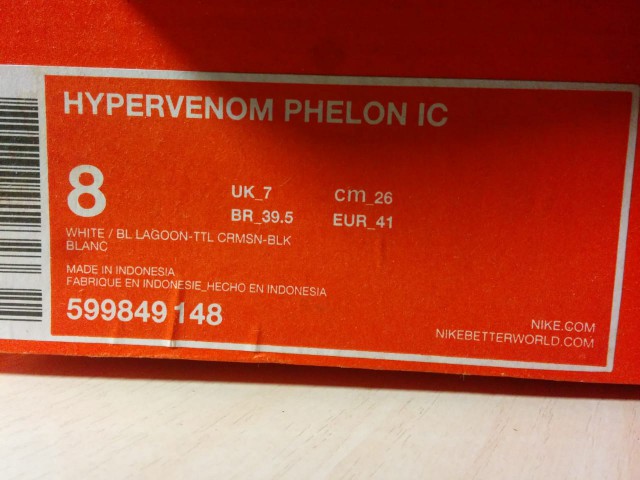 HYPERVENOM PHELON IC
8
UK_7 cm_26
BR_39.5 EUR_41
WHITE / BL LAGOON-TTL CRMSN-BLK
BLANC
MADE IN INDONESIA
FABRIQUE EN INDONESIE_HECHO EN INDONESIA
599849 148
NIKE.COM
NIKEBETTERWORLD.COM